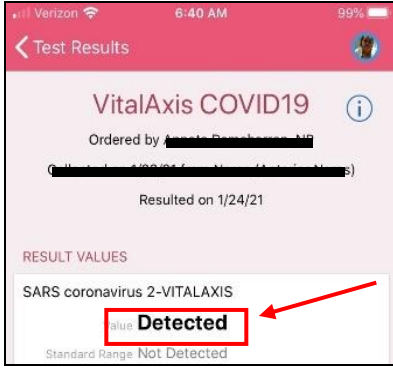 Verizon 6:40 AM 99%
Test Results
VitalAxis COVID19
Ordered by
Resulted on 1/24/21
RESULT VALUES
SARS coronavirus 2-VITALAXIS
Value Detected
Standard Range Not Detected